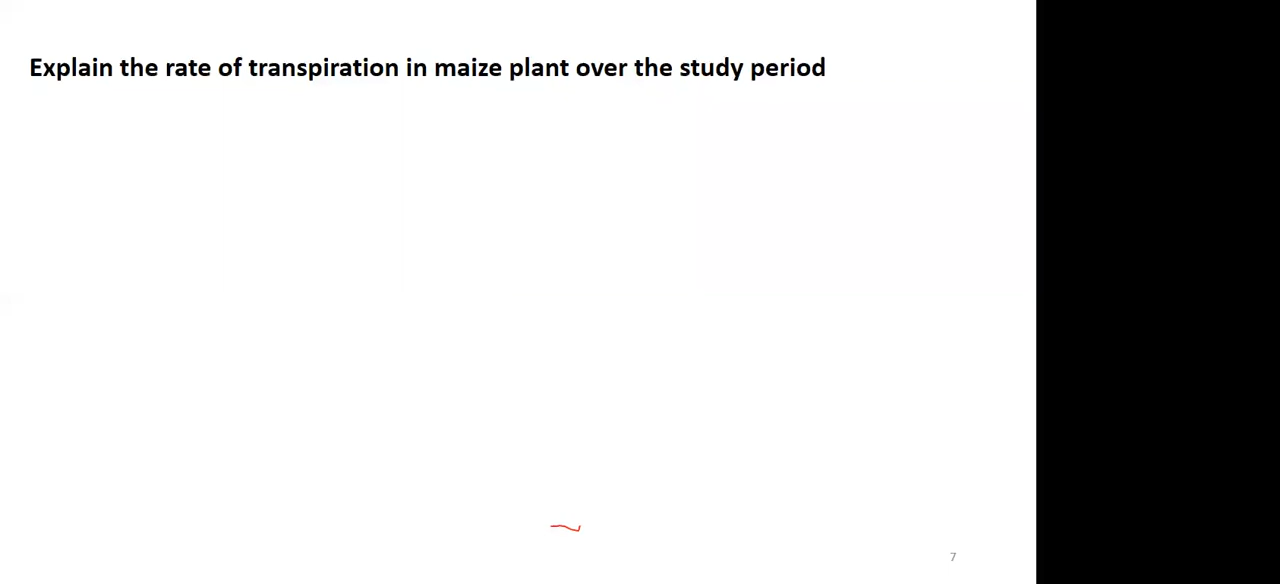 Explain the rate of transpiration in maize plant over the study period
7